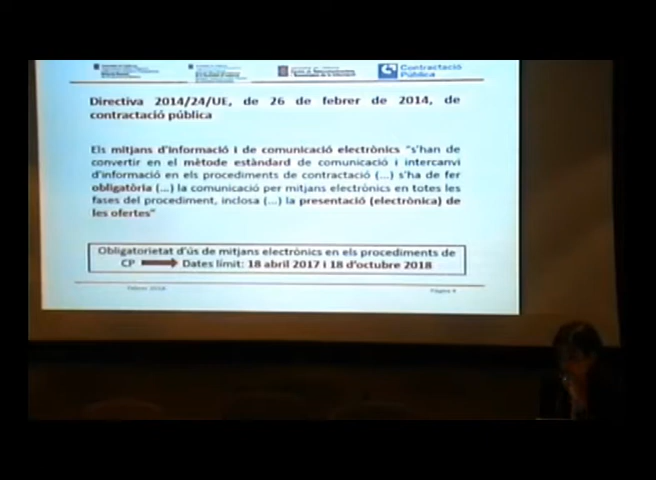 Contractació
Pública
Directiva 2014/24/UE, de 26 de febrer de 2014, de
contractació pública
Els mitjans d'informació i de comunicació electrònics "s'han de
convertir en el mètode estàndard de comunicació i intercanvi
d'informació en els procediments de contractació (...) s'ha de fer
obligatòria (...) la comunicació per mitjans electrònics en totes les
fases del procediment, inclosa (...) la presentació (electrònica) de
les ofertes"
Obligatorietat d'ús de mitjans electrònics en els procediments de
CP Dates límit: 18 abril 2017 i 18 d'octubre 2018